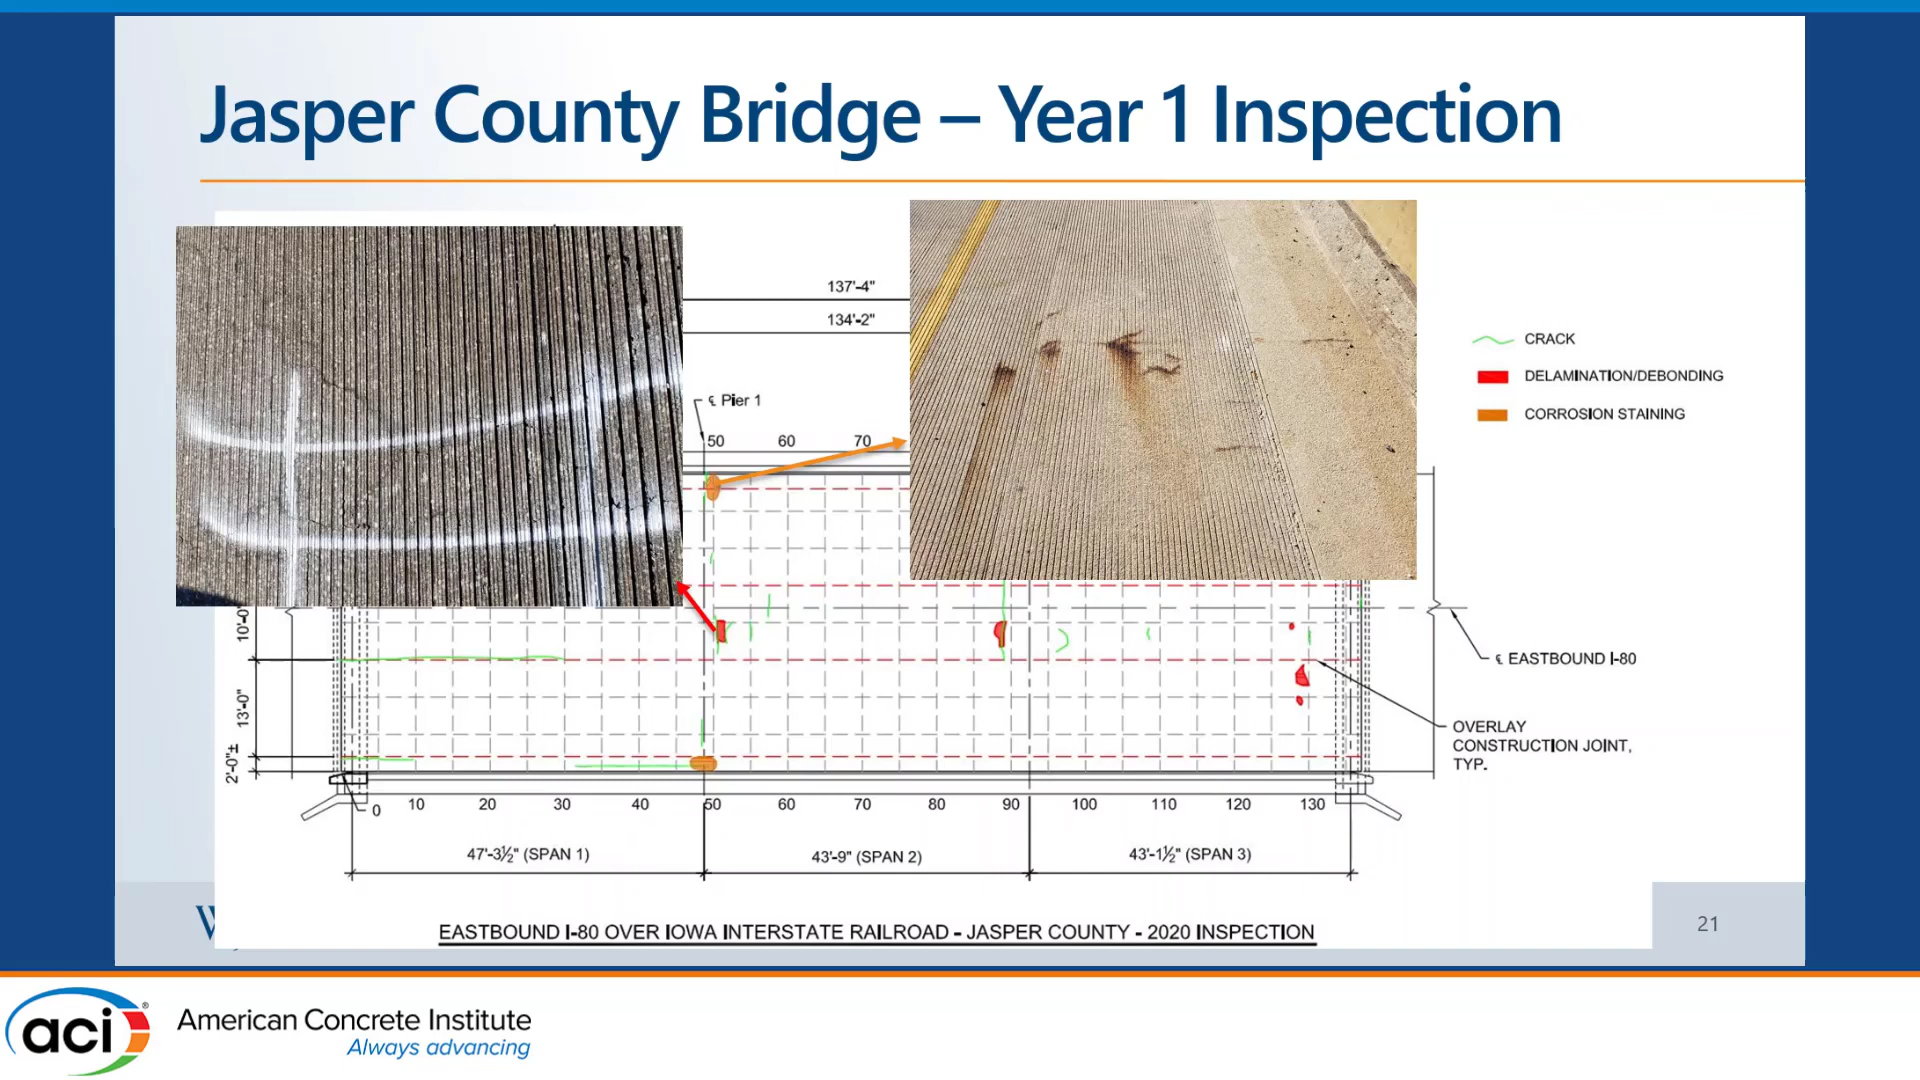 Jasper County Bridge – Year 1 Inspection
137'-4"
134'-2"
℄ Pier 1
50 60 70
CRACK
DELAMINATION/DEBONDING
CORROSION STAINING
10'-0"
13'-0"
2'-0"±
℄ EASTBOUND I-80
OVERLAY
CONSTRUCTION JOINT,
TYP.
0 10 20 30 40 50 60 70 80 90 100 110 120 130
47'-3½" (SPAN 1)
43'-9" (SPAN 2)
43'-1½" (SPAN 3)
EASTBOUND I-80 OVER IOWA INTERSTATE RAILROAD - JASPER COUNTY - 2020 INSPECTION
21
aci®
American Concrete Institute
Always advancing